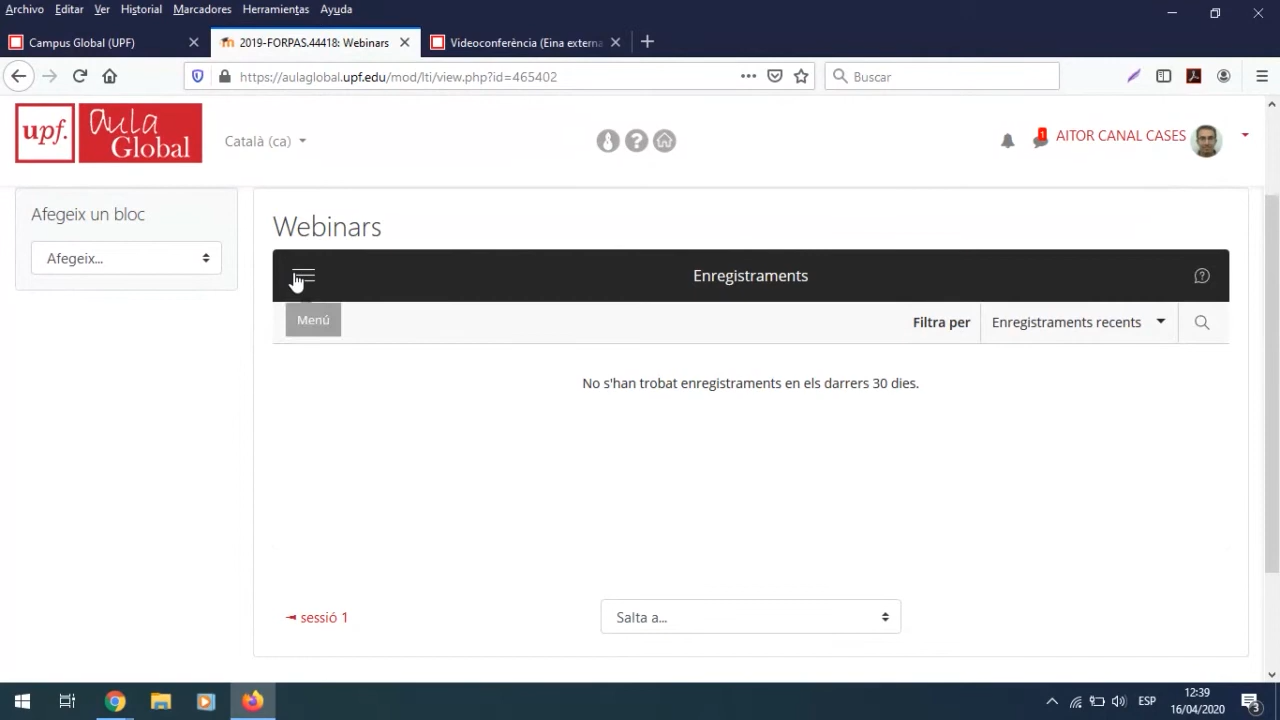 Archivo Editar Ver Historial Marcadores Herramientas Ayuda
Campus Global (UPF)
2019-FORPAS.44418: Webinars
Videoconferència (Eina externa
https://aulaglobal.upf.edu/mod/lti/view.php?id=465402
Buscar
upf.
aula
Global
Català (ca)
1
AITOR CANAL CASES
Afegeix un bloc
Afegeix...
Webinars
Enregistraments
Menú
Filtra per
Enregistraments recents
No s'han trobat enregistraments en els darrers 30 dies.
◄ sessió 1
Salta a...
ESP
12:39
16/04/2020
3